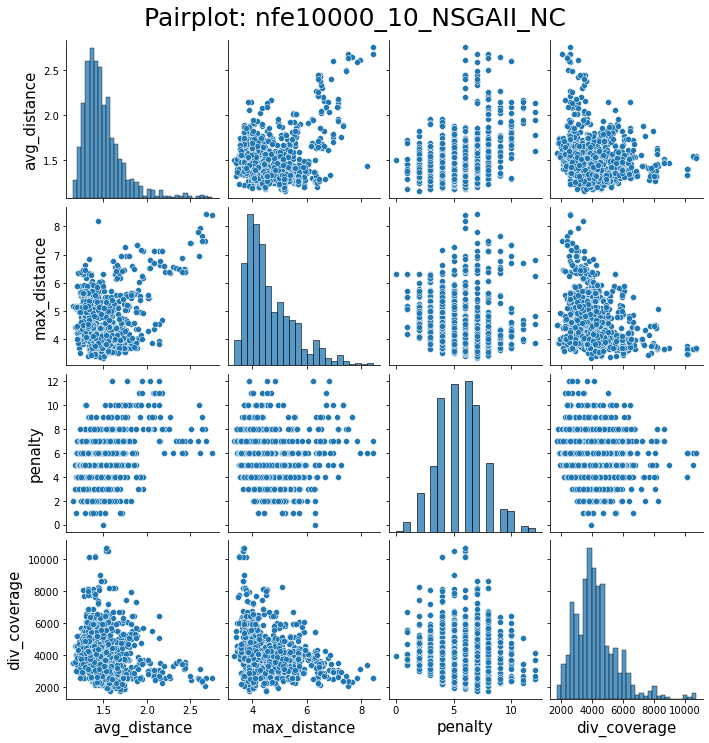 Pairplot: nfe10000_10_NSGAII_NC
avg_distance
2.5
2.0
1.5
max_distance
8
7
6
5
4
penalty
12
10
8
6
4
2
0
div_coverage
10000
8000
6000
4000
2000
1.5 2.0 2.5 4 6 8 0 5 10 2000 4000 6000 8000 10000
avg_distance max_distance penalty div_coverage